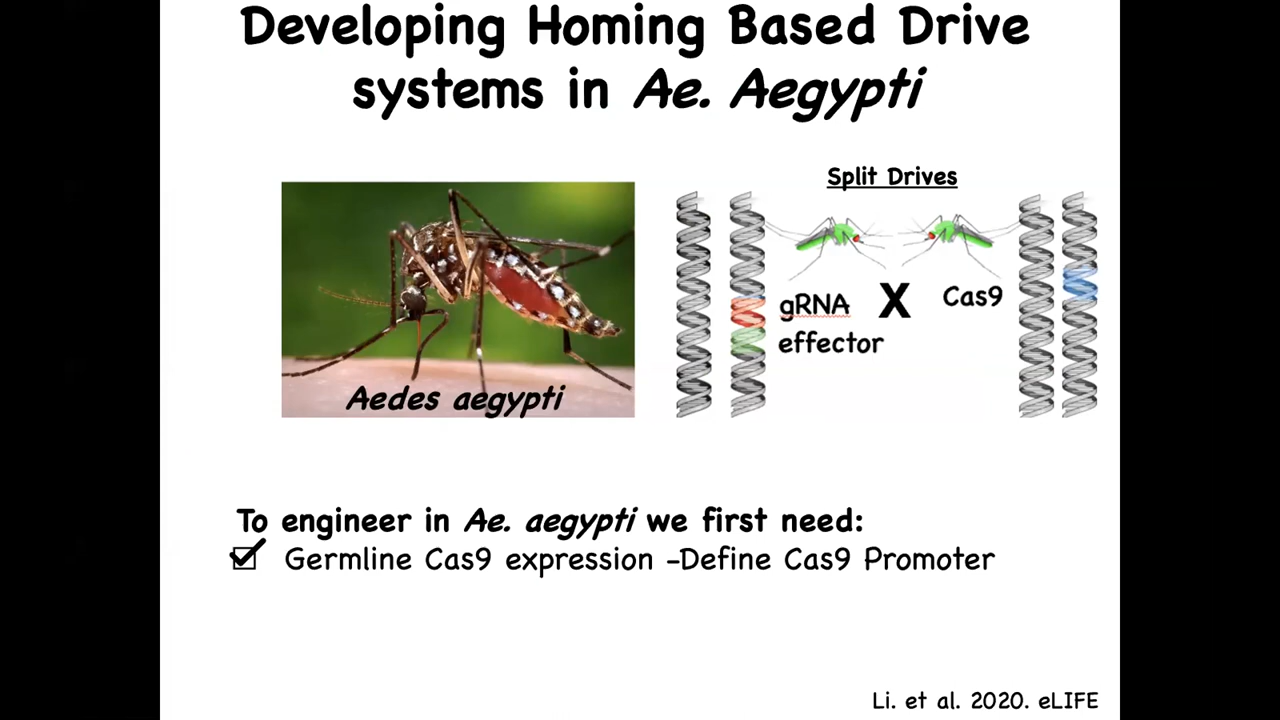 Developing Homing Based Drive
systems in Ae. Aegypti
Split Drives
gRNA X Cas9
effector
Aedes aegypti
To engineer in Ae. aegypti we first need:
Germline Cas9 expression -Define Cas9 Promoter
Li. et al. 2020. eLIFE